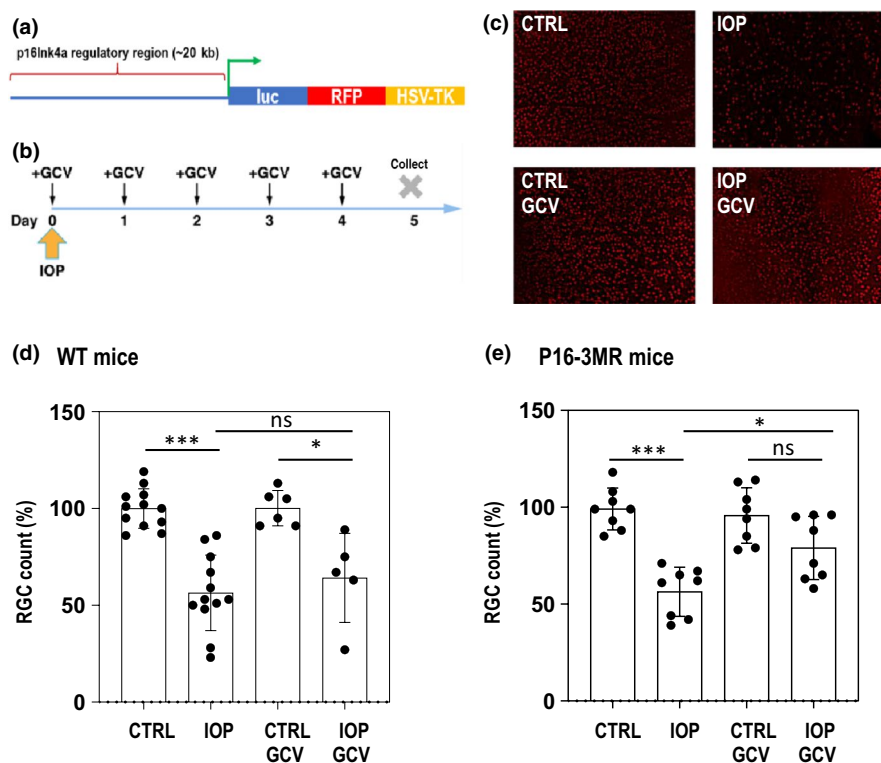 (a)
p16Ink4a regulatory region (~20 kb)
luc RFP HSV-TK
(b)
+GCV +GCV +GCV +GCV +GCV Collect
Day 0 1 2 3 4 5
IOP
(c)
CTRL IOP
CTRL GCV IOP GCV
(d) WT mice
ns
*** *
150
100
50
0
RGC count (%)
CTRL IOP CTRL IOP
GCV GCV
(e) P16-3MR mice
*
*** ns
150
100
50
0
RGC count (%)
CTRL IOP CTRL IOP
GCV GCV